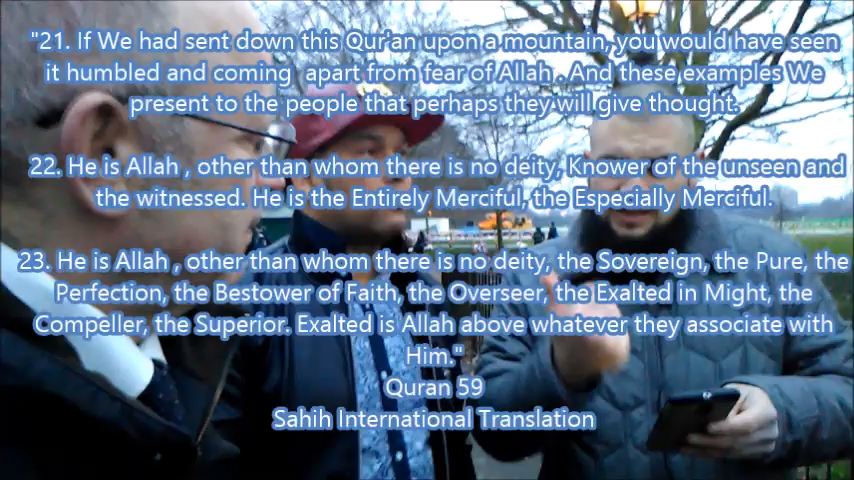 "21. If We had sent down this Qur'an upon a mountain, you would have seen
it humbled and coming  apart from fear of Allah . And these examples We
present to the people that perhaps they will give thought.
22. He is Allah , other than whom there is no deity, Knower of the unseen and
the witnessed. He is the Entirely Merciful, the Especially Merciful.
23. He is Allah , other than whom there is no deity, the Sovereign, the Pure, the
Perfection, the Bestower of Faith, the Overseer, the Exalted in Might, the
Compeller, the Superior. Exalted is Allah above whatever they associate with
Him."
Quran 59
Sahih International Translation